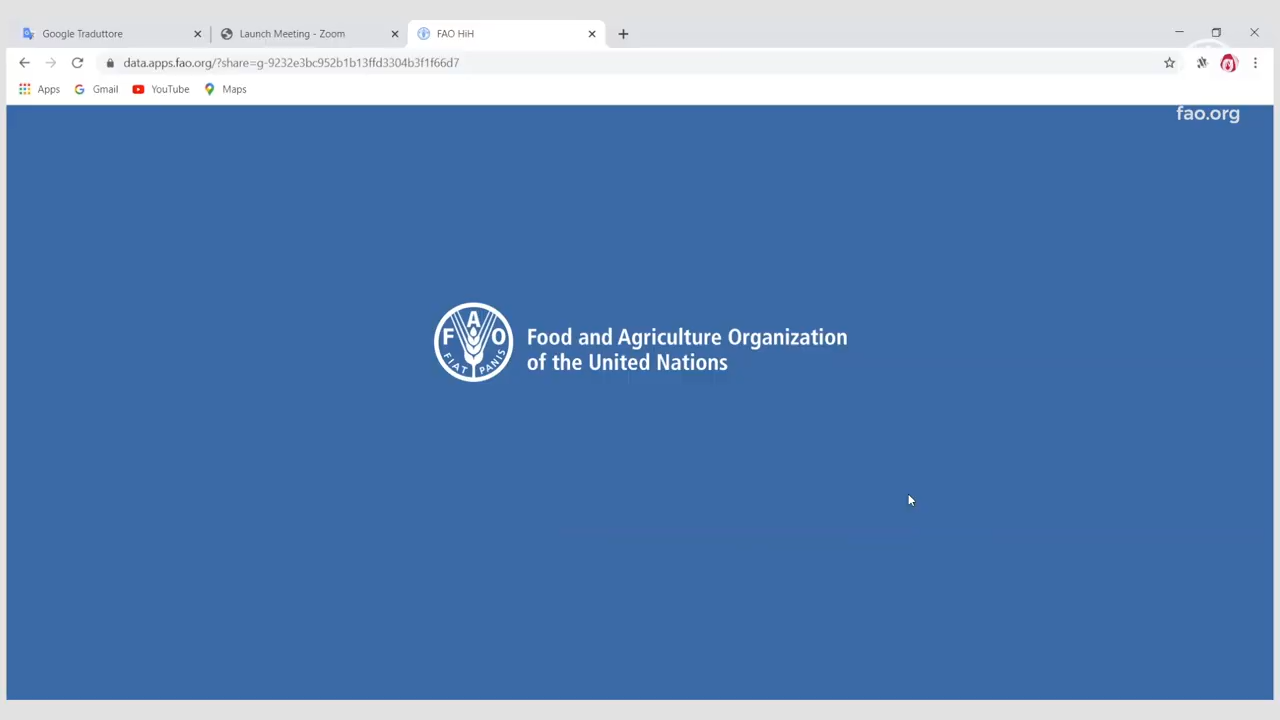 Google Traduttore
Launch Meeting - Zoom
FAO HiH
data.apps.fao.org/?share=g-9232e3bc952b1b13ffd3304b3f1f66d7
Apps
Gmail
YouTube
Maps
fao.org
F A O
FIAT PANIS
Food and Agriculture Organization
of the United Nations